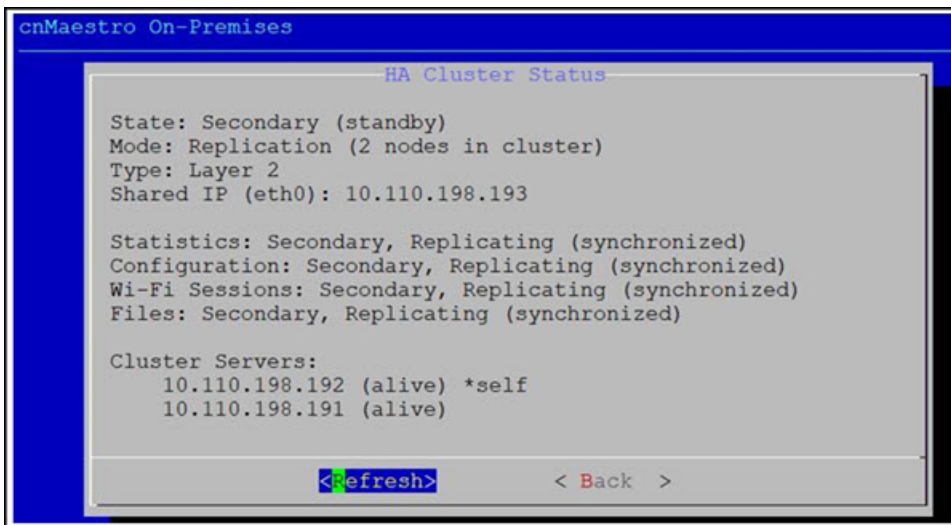 cnMaestro On-Premises
HA Cluster Status
State: Secondary (standby)
Mode: Replication (2 nodes in cluster)
Type: Layer 2
Shared IP (eth0): 10.110.198.193
Statistics: Secondary, Replicating (synchronized)
Configuration: Secondary, Replicating (synchronized)
Wi-Fi Sessions: Secondary, Replicating (synchronized)
Files: Secondary, Replicating (synchronized)
Cluster Servers:
10.110.198.192 (alive) *self
10.110.198.191 (alive)
<Refresh> < Back >